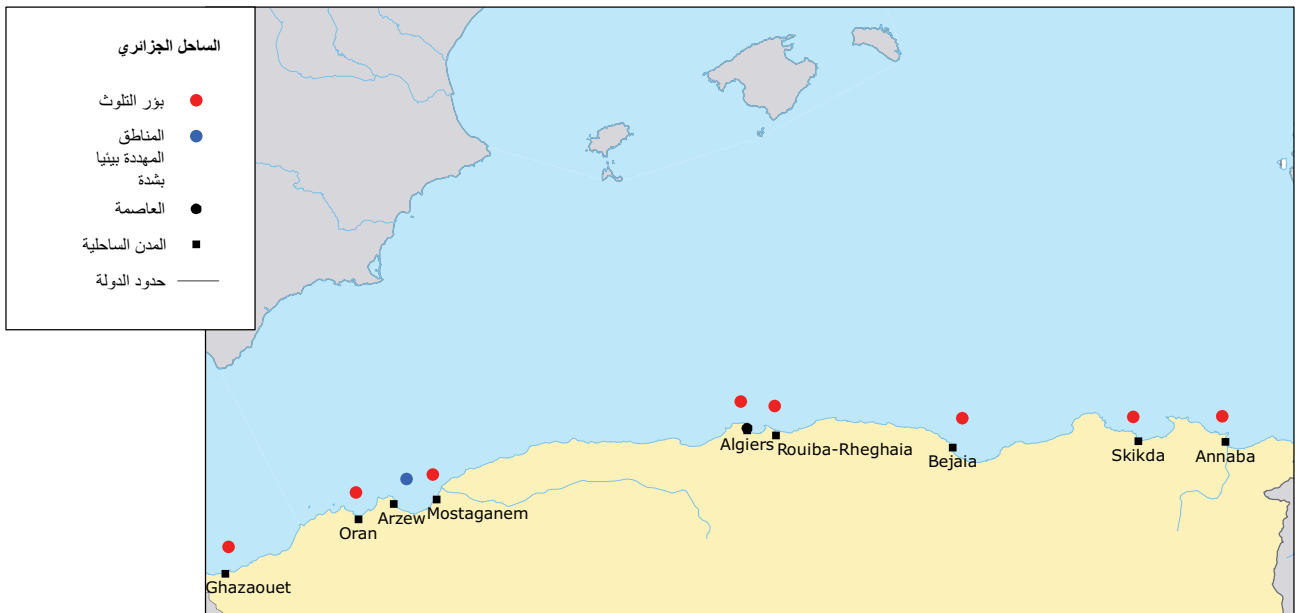 الساحل الجزائري
بؤر التلوث
المناطق
المهددة بيئيا
بشدة
العاصمة
المدن الساحلية
حدود الدولة
Algiers
Rouiba-Rheghaia
Bejaia
Skikda
Annaba
Mostaganem
Arzew
Oran
Ghazaouet